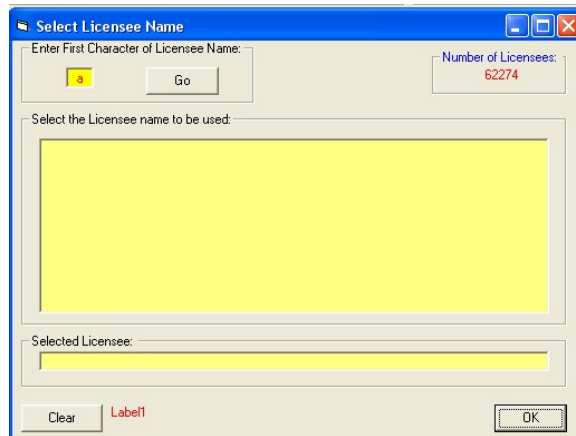 Select Licensee Name
Enter First Character of Licensee Name:
Number of Licensees:
a
Go
62274
Select the Licensee name to be used:
Selected Licensee:
Clear
Label1
OK